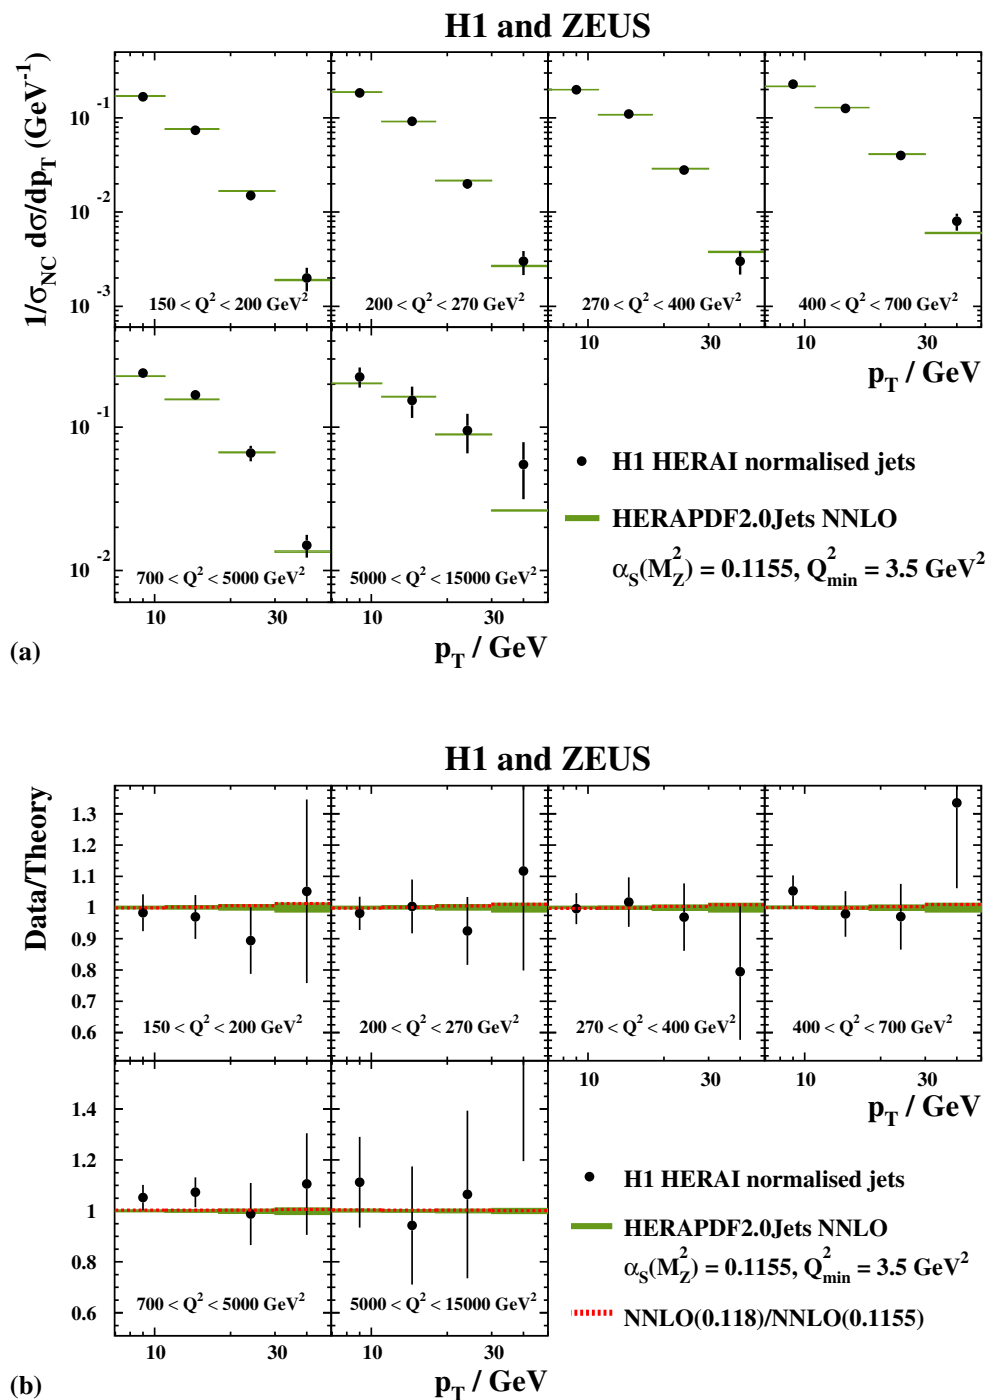 H1 and ZEUS
1/σ_NC dσ/dp_T (GeV⁻¹)
10⁻¹
10⁻²
10⁻³
150 < Q² < 200 GeV²
200 < Q² < 270 GeV²
270 < Q² < 400 GeV²
400 < Q² < 700 GeV²
10 30
p_T / GeV
10⁻¹
10⁻²
700 < Q² < 5000 GeV²
5000 < Q² < 15000 GeV²
H1 HERAI normalised jets
HERAPDF2.0Jets NNLO
α_S(M_Z²) = 0.1155, Q²_min = 3.5 GeV²
10 30 10 30
p_T / GeV
(a)
H1 and ZEUS
Data/Theory
1.3
1.2
1.1
1
0.9
0.8
0.7
0.6
150 < Q² < 200 GeV²
200 < Q² < 270 GeV²
270 < Q² < 400 GeV²
400 < Q² < 700 GeV²
10 30 10 30
p_T / GeV
1.4
1.2
1
0.8
0.6
700 < Q² < 5000 GeV²
5000 < Q² < 15000 GeV²
H1 HERAI normalised jets
HERAPDF2.0Jets NNLO
α_S(M_Z²) = 0.1155, Q²_min = 3.5 GeV²
NNLO(0.118)/NNLO(0.1155)
10 30 10 30
p_T / GeV
(b)